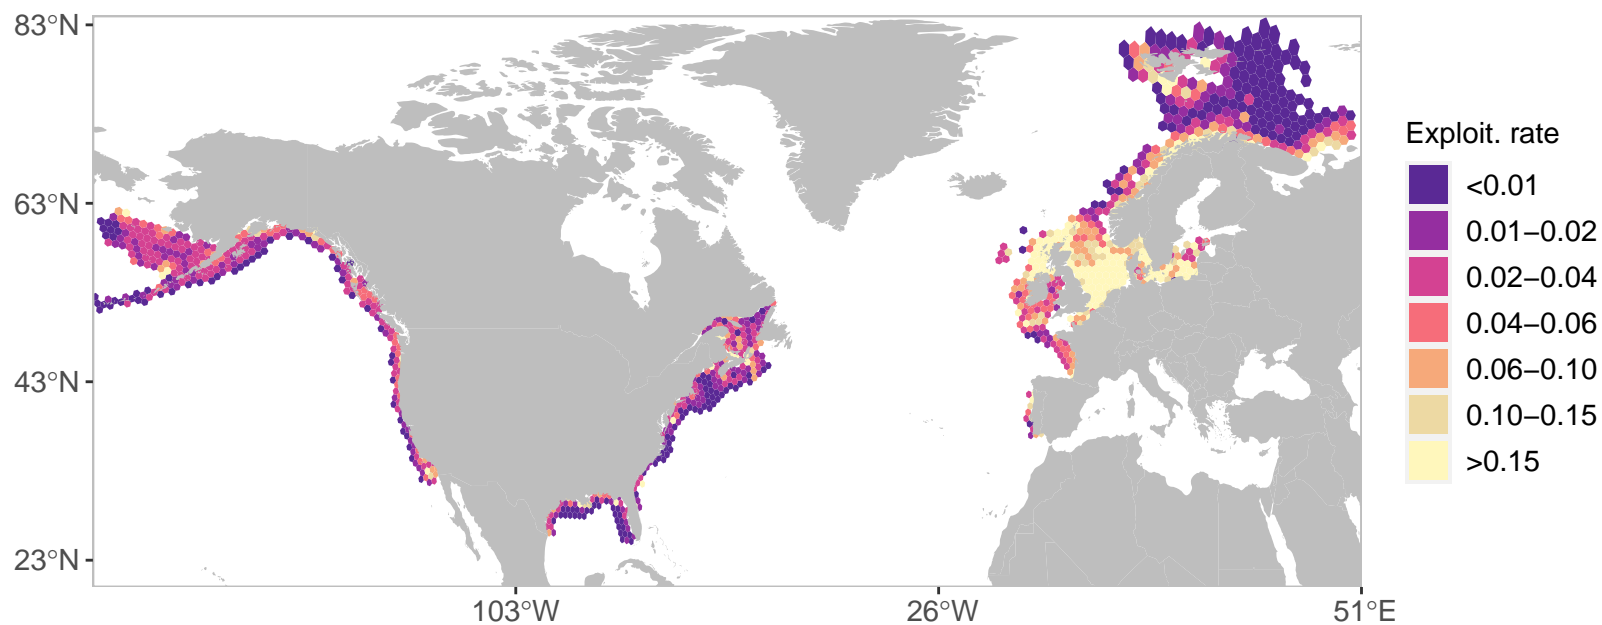 83°N
63°N
43°N
23°N
103°W
26°W
51°E
Exploit. rate
<0.01
0.01−0.02
0.02−0.04
0.04−0.06
0.06−0.10
0.10−0.15
>0.15